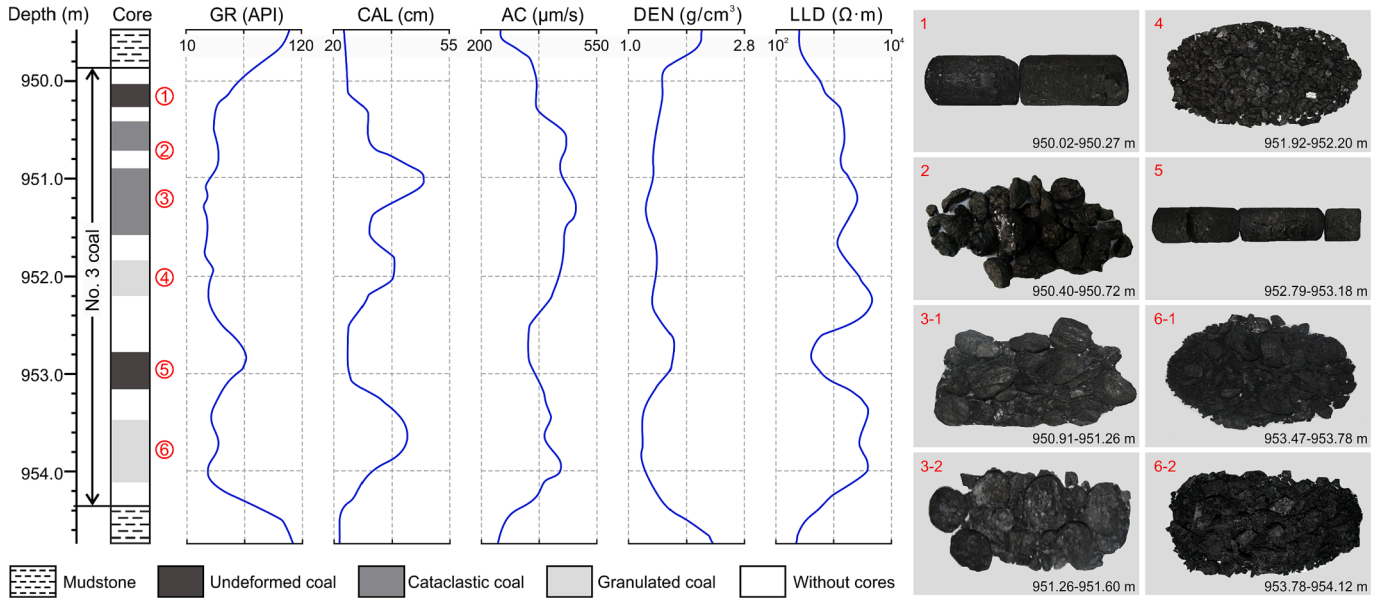 Depth (m)
Core
GR (API)
CAL (cm)
AC (μm/s)
DEN (g/cm³)
LLD (Ω·m)
10 120
20 55
200 550
1.0 2.8
10² 10⁴
950.0
951.0
952.0
953.0
954.0
No. 3 coal
①
②
③
④
⑤
⑥
Mudstone
Undeformed coal
Cataclastic coal
Granulated coal
Without cores
1
950.02-950.27 m
4
951.92-952.20 m
2
950.40-950.72 m
5
952.79-953.18 m
3-1
950.91-951.26 m
6-1
953.47-953.78 m
3-2
951.26-951.60 m
6-2
953.78-954.12 m